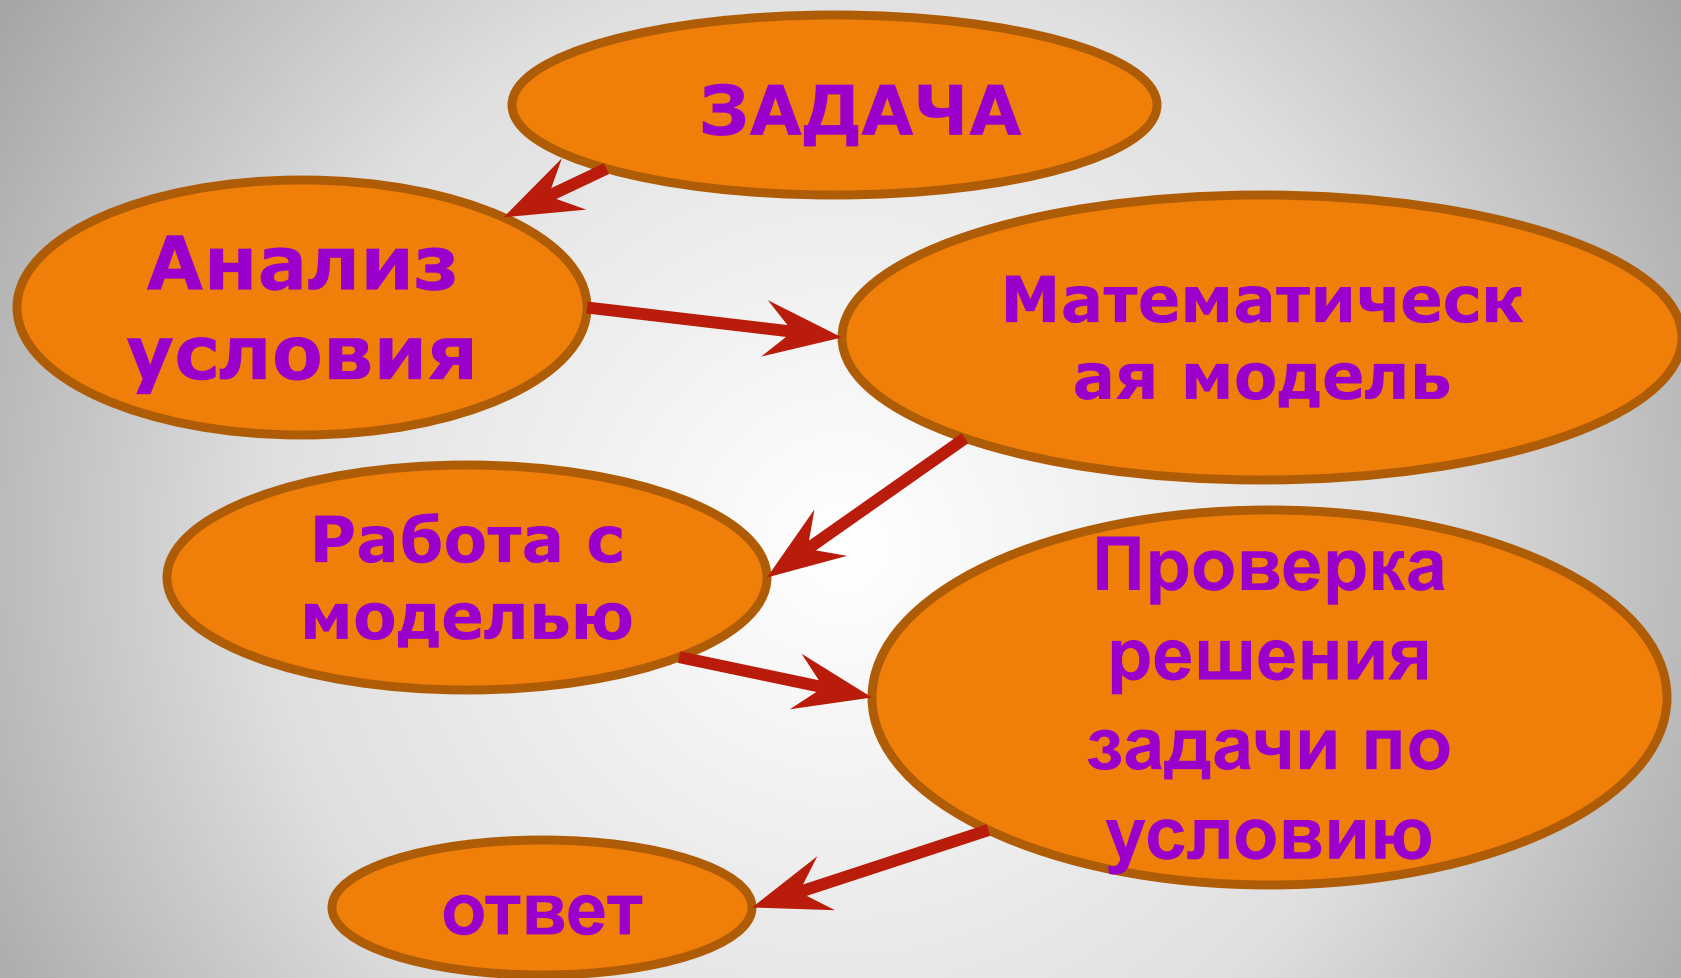 ЗАДАЧА
Анализ
условия
Математическ
ая модель
Работа с
моделью
Проверка
решения
задачи по
условию
ответ